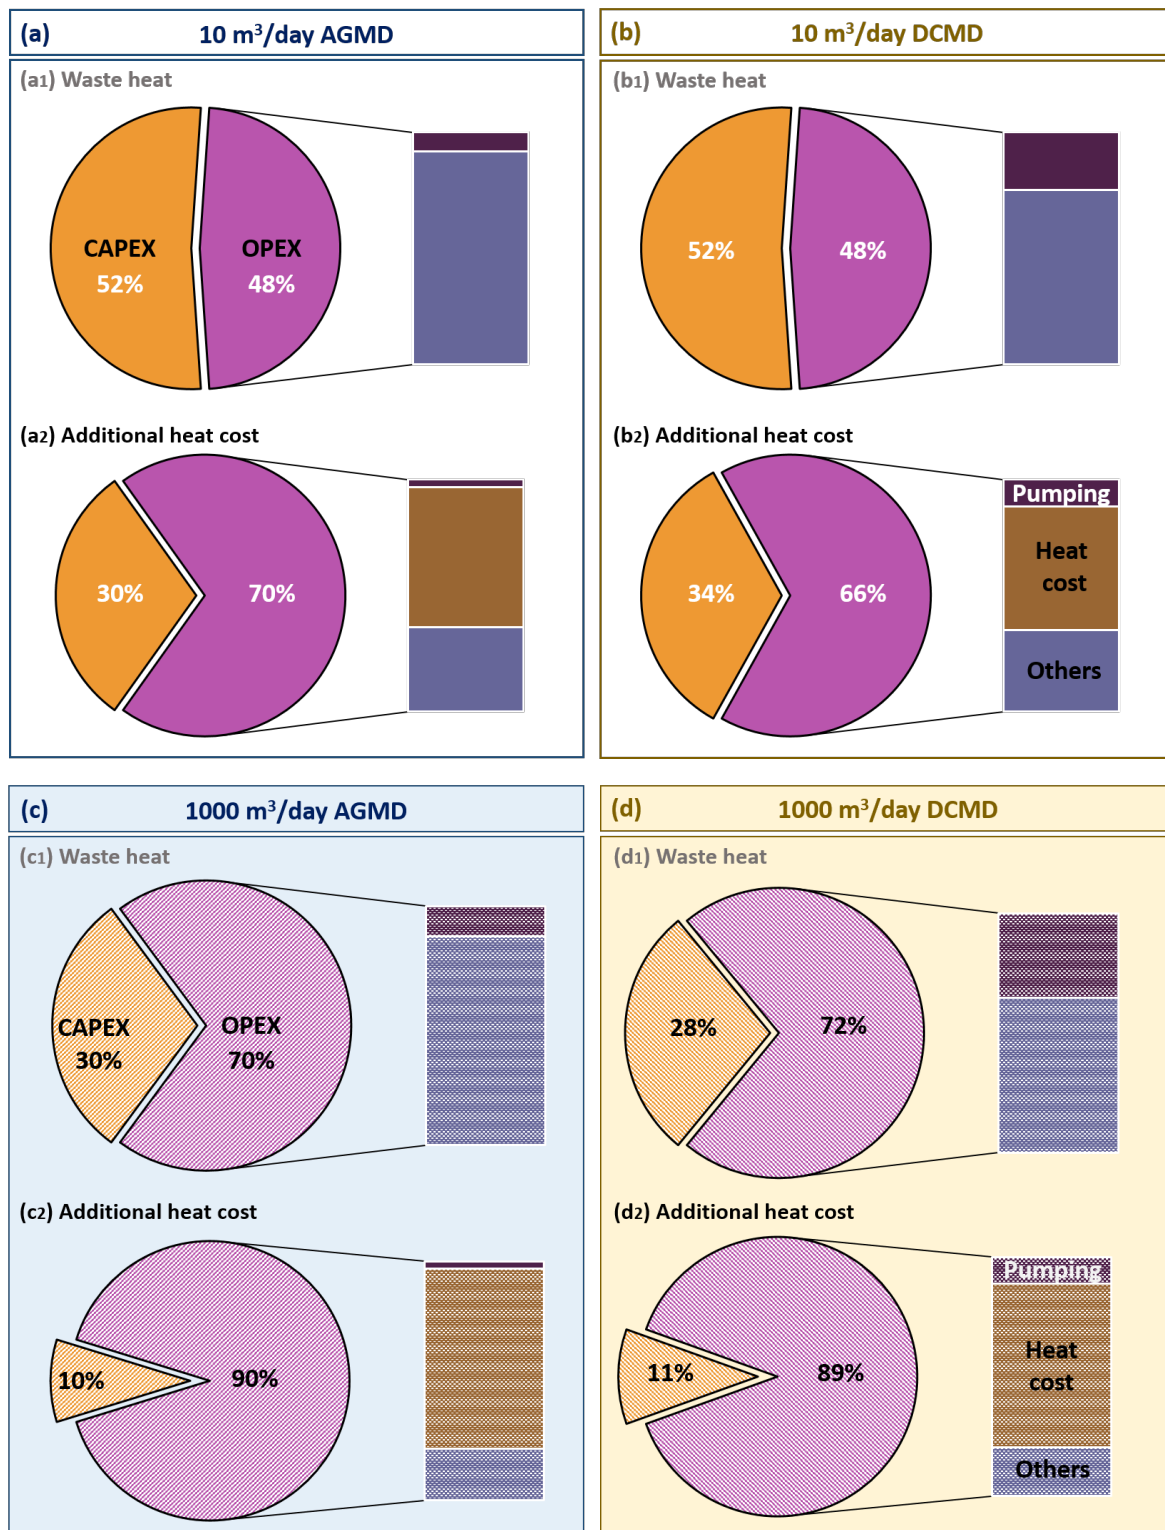 (a) 10 m³/day AGMD
(a1) Waste heat
CAPEX
52%
OPEX
48%
(a2) Additional heat cost
30%
70%
(b) 10 m³/day DCMD
(b1) Waste heat
52%
48%
(b2) Additional heat cost
34%
66%
Pumping
Heat
cost
Others
(c) 1000 m³/day AGMD
(c1) Waste heat
CAPEX
30%
OPEX
70%
(c2) Additional heat cost
10%
90%
(d) 1000 m³/day DCMD
(d1) Waste heat
28%
72%
(d2) Additional heat cost
11%
89%
Pumping
Heat
cost
Others